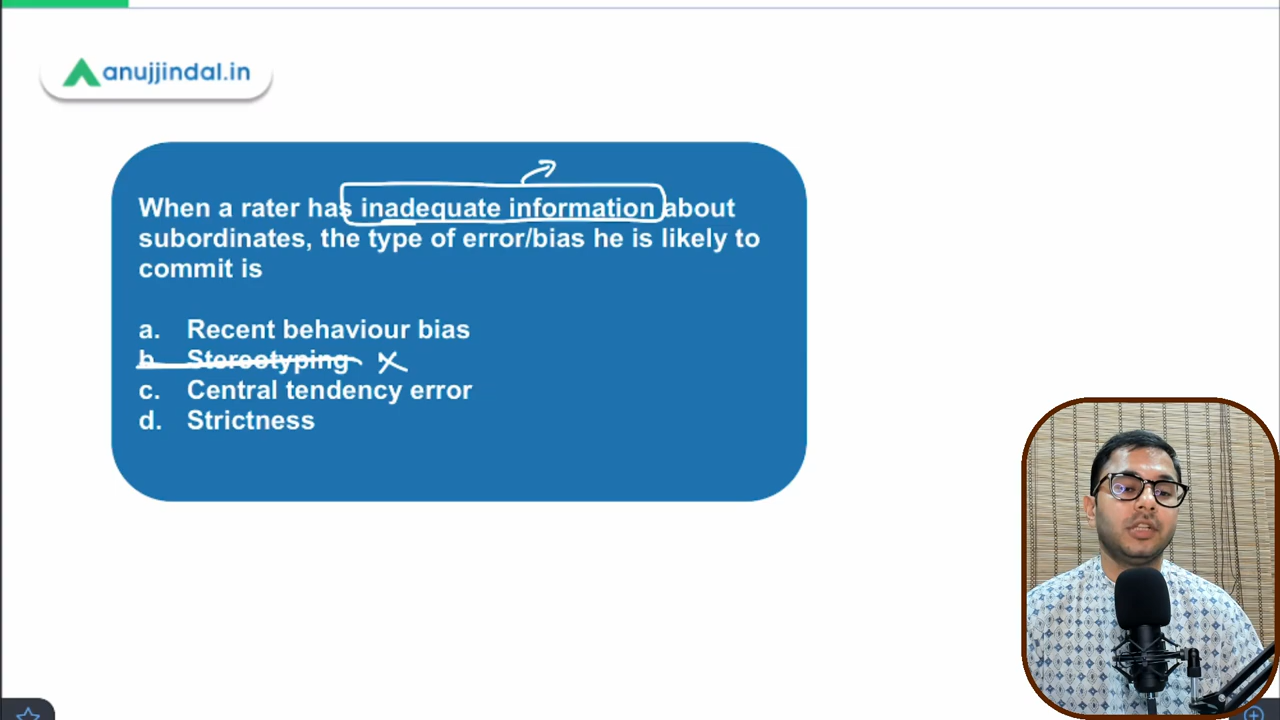 anujjindal.in
When a rater has inadequate information about
subordinates, the type of error/bias he is likely to
commit is
a. Recent behaviour bias
b. Stereotyping
c. Central tendency error
d. Strictness